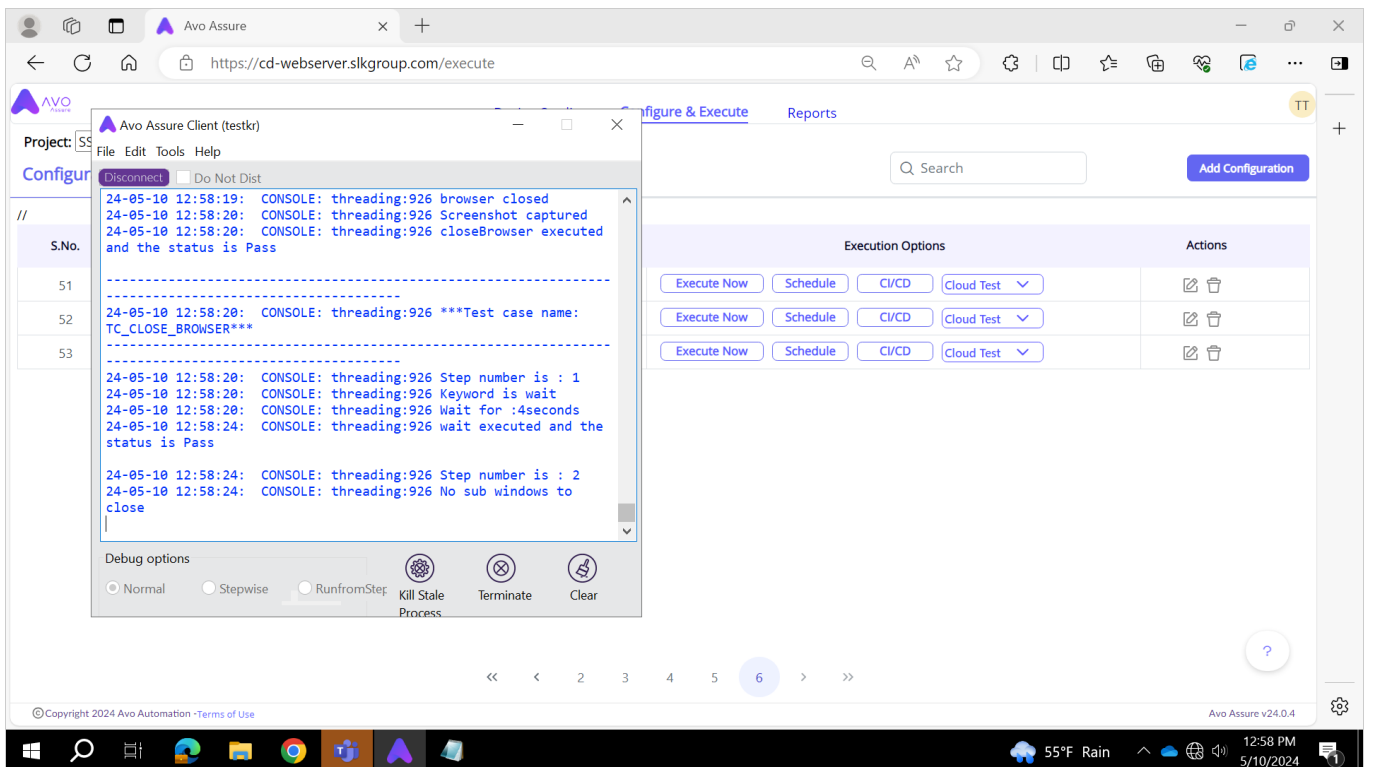 Avo Assure
https://cd-webserver.slkgroup.com/execute
AVO
Assure
nfigure & Execute
Reports
TT
Project: SS
Configur
Search
Add Configuration
//
S.No.
Execution Options
Actions
51
Execute Now
Schedule
CI/CD
Cloud Test
52
Execute Now
Schedule
CI/CD
Cloud Test
53
Execute Now
Schedule
CI/CD
Cloud Test
Avo Assure Client (testkr)
File Edit Tools Help
Disconnect
Do Not Dist
24-05-10 12:58:19: CONSOLE: threading:926 browser closed
24-05-10 12:58:20: CONSOLE: threading:926 Screenshot captured
24-05-10 12:58:20: CONSOLE: threading:926 closeBrowser executed
and the status is Pass
----------------------------------------------------------------
--------------------------------------
24-05-10 12:58:20: CONSOLE: threading:926 ***Test case name:
TC_CLOSE_BROWSER***
----------------------------------------------------------------
--------------------------------------
24-05-10 12:58:20: CONSOLE: threading:926 Step number is : 1
24-05-10 12:58:20: CONSOLE: threading:926 Keyword is wait
24-05-10 12:58:20: CONSOLE: threading:926 Wait for :4seconds
24-05-10 12:58:24: CONSOLE: threading:926 wait executed and the
status is Pass
24-05-10 12:58:24: CONSOLE: threading:926 Step number is : 2
24-05-10 12:58:24: CONSOLE: threading:926 No sub windows to
close
Debug options
Normal
Stepwise
RunfromStep
Kill Stale
Process
Terminate
Clear
?
<< < 2 3 4 5 6 > >>
©Copyright 2024 Avo Automation -Terms of Use
Avo Assure v24.0.4
55°F Rain
12:58 PM
5/10/2024
1